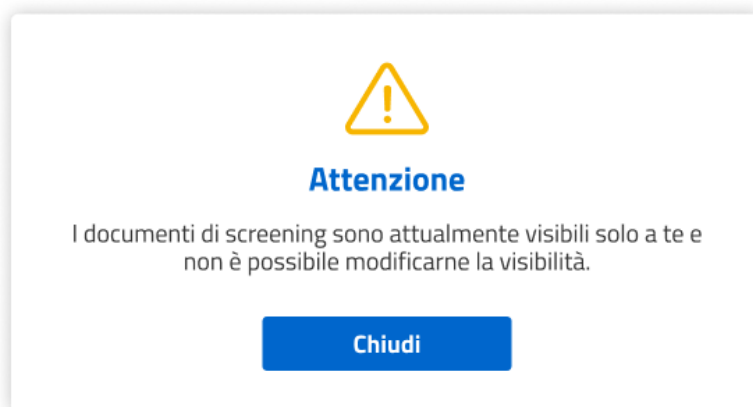 Attenzione
I documenti di screening sono attualmente visibili solo a te e
non è possibile modificarne la visibilità.
Chiudi